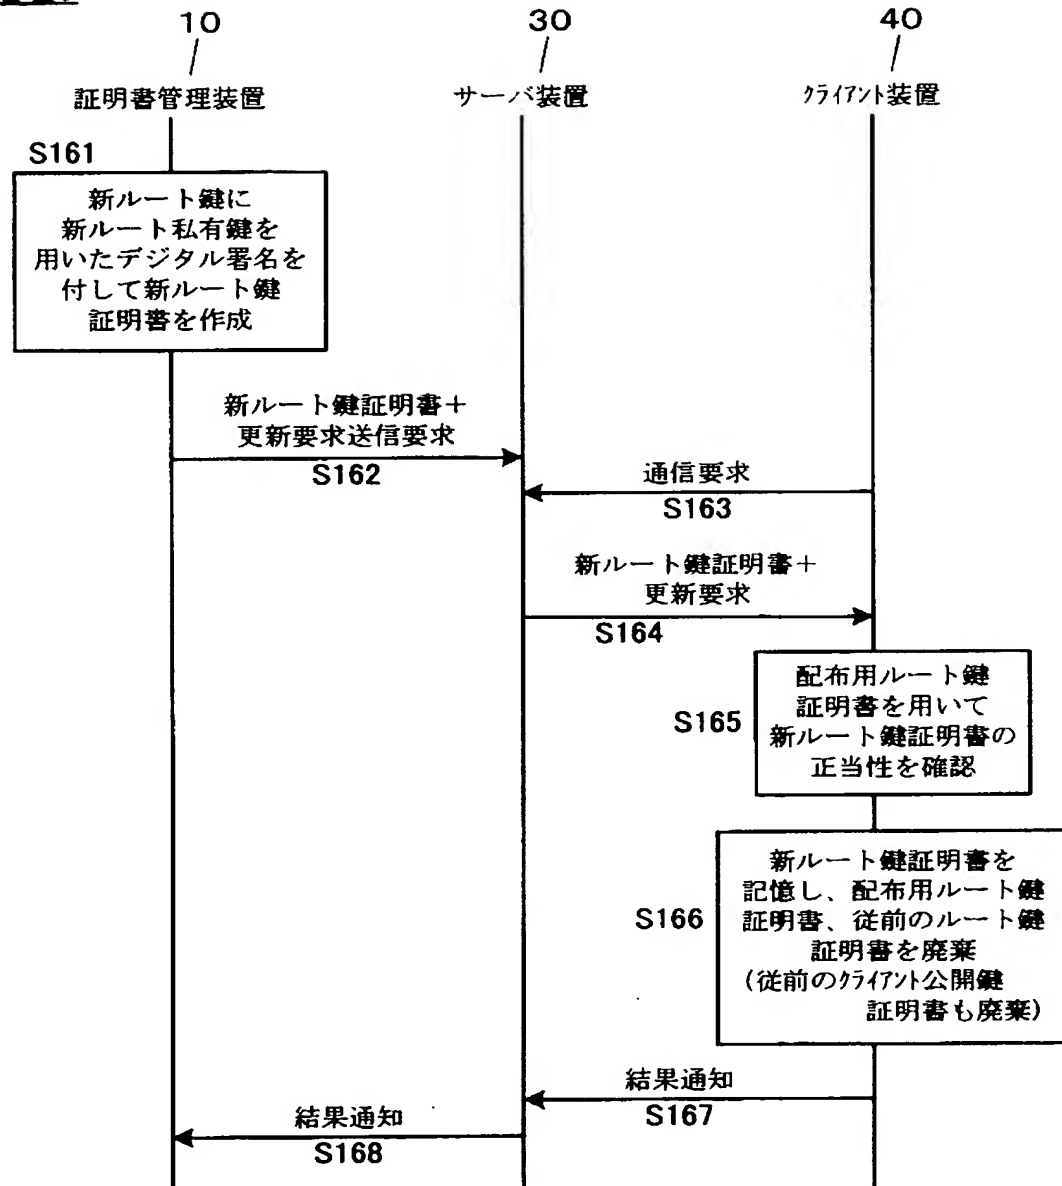 10
30
40
証明書管理装置
サーバ装置
クライアント装置
S161
新ルート鍵に
新ルート私有鍵を
用いたデジタル署名を
付して新ルート鍵
証明書を作成
新ルート鍵証明書+
更新要求送信要求
S162
通信要求
S163
新ルート鍵証明書+
更新要求
S164
S165
配布用ルート鍵
証明書を用いて
新ルート鍵証明書の
正当性を確認
S166
新ルート鍵証明書を
記憶し、配布用ルート鍵
証明書、従前のルート鍵
証明書を廃棄
(従前のクライアント公開鍵
証明書も廃棄)
結果通知
S167
結果通知
S168